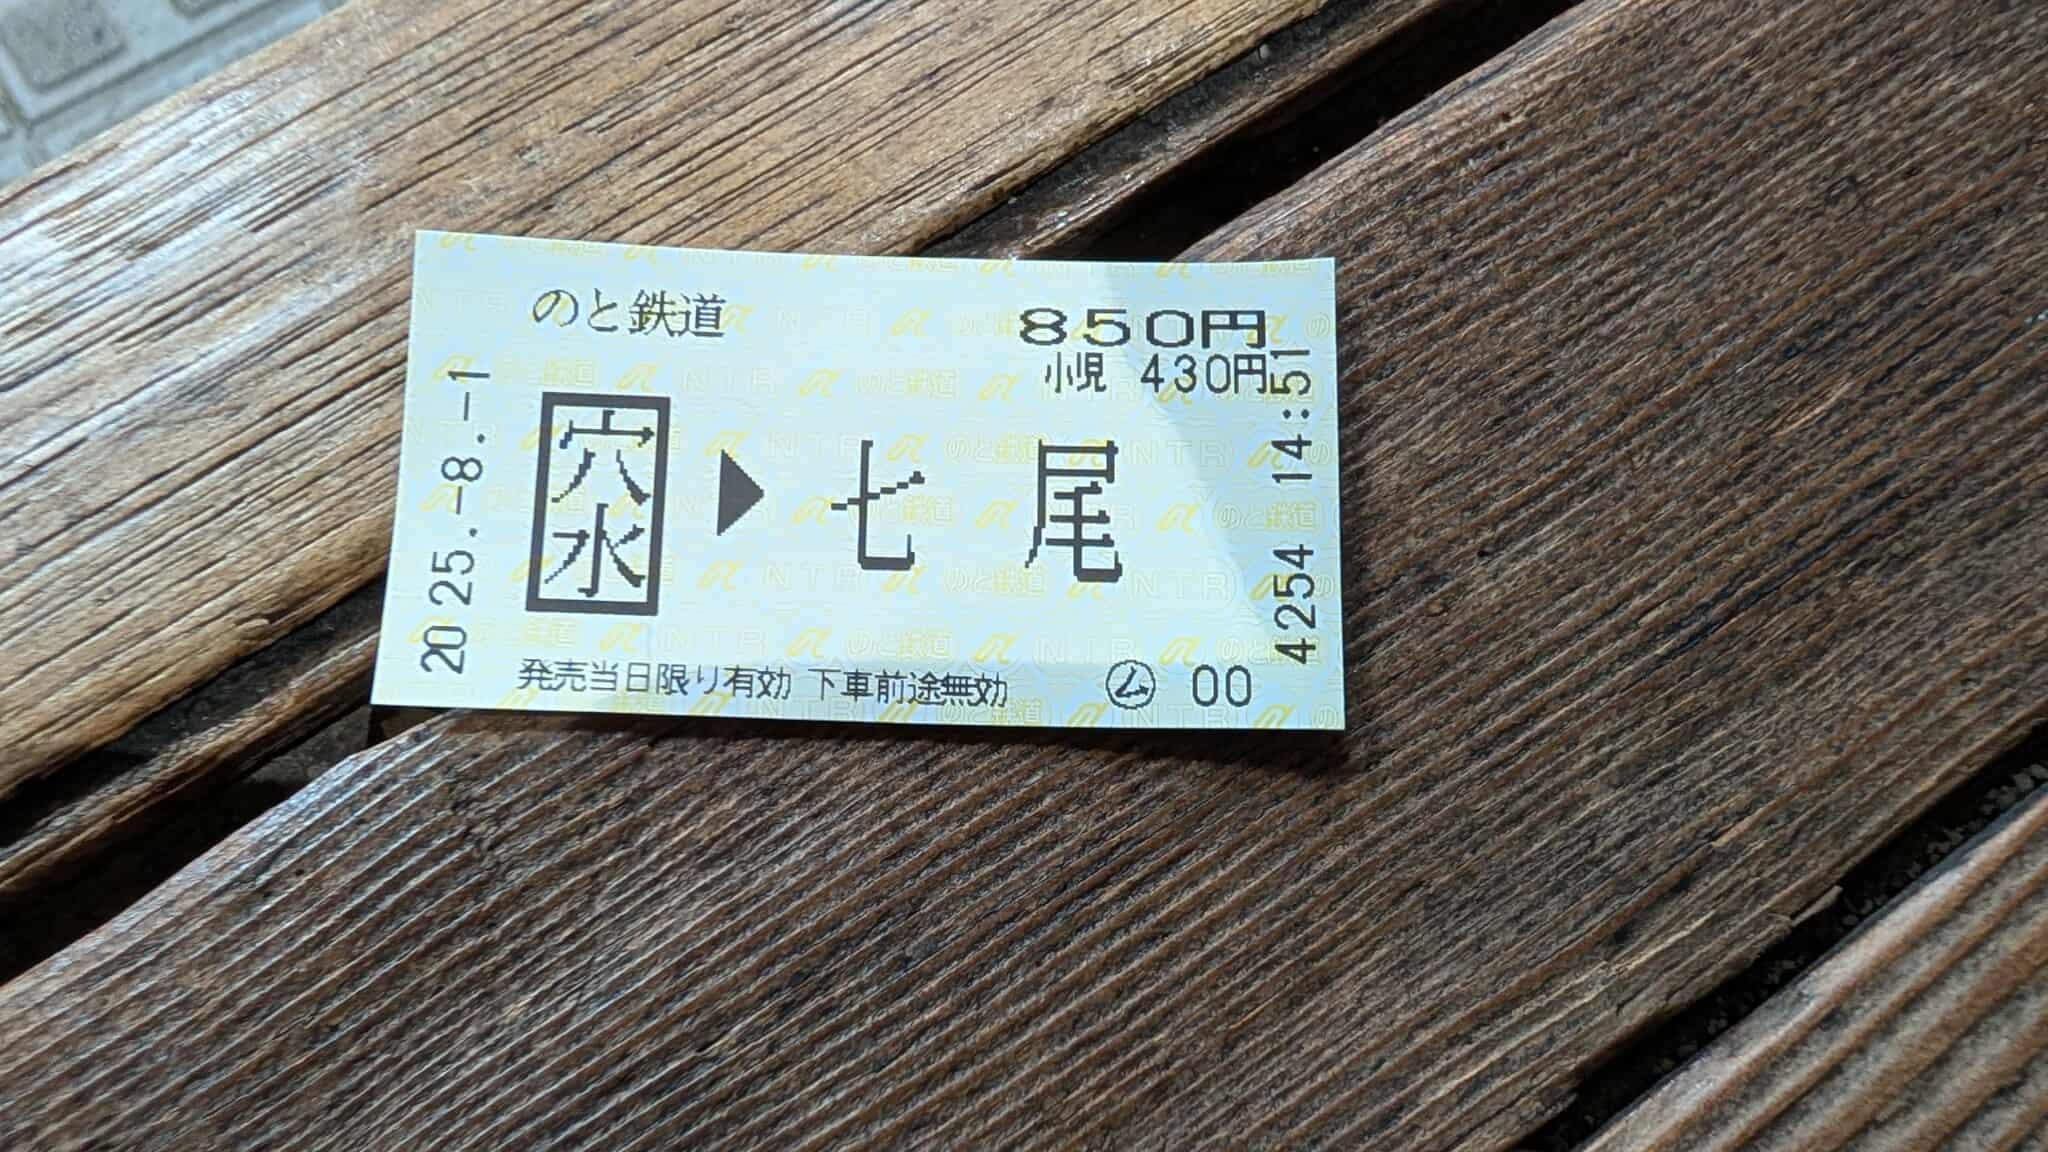 のと鉄道
850円
小児 430円
2025.-8.-1
穴水 ▶ 七尾
4254 14:51
発売当日限り有効 下車前途無効
ム 00